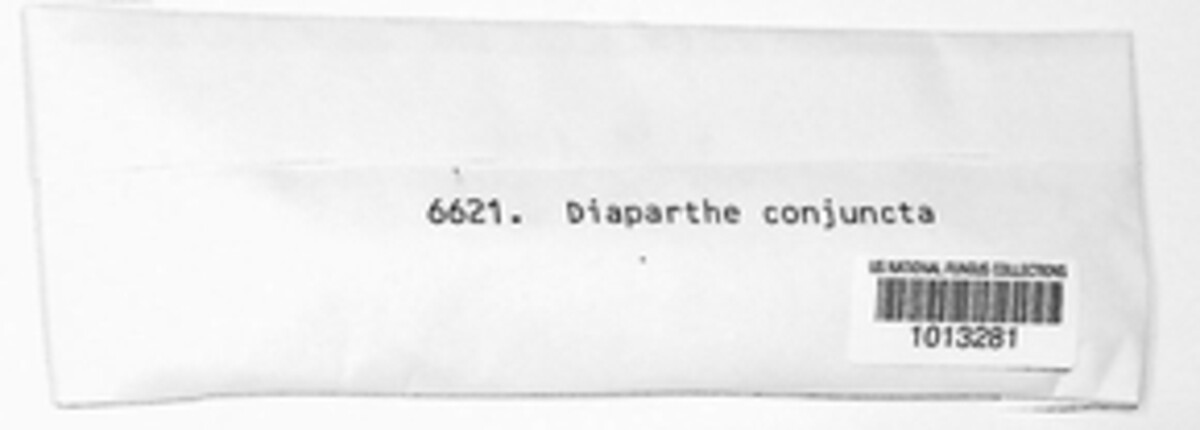 6621. Diaparthe conjuncta
US NATIONAL FUNGUS COLLECTIONS
1013281